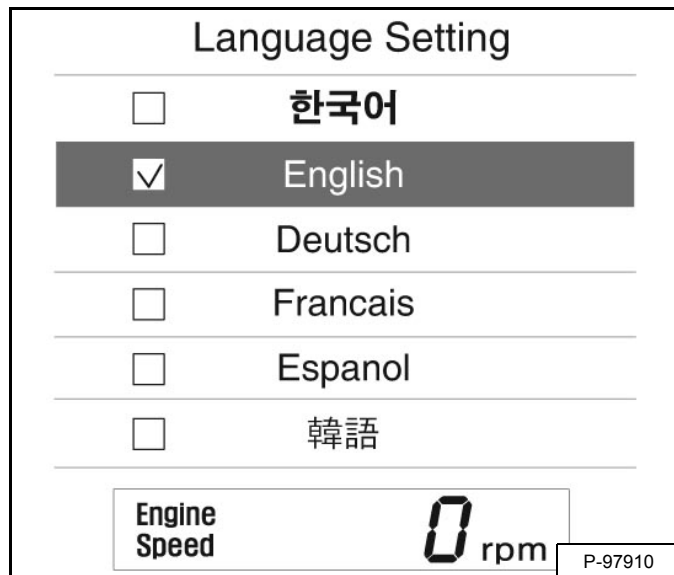 Language Setting
한국어
English
Deutsch
Francais
Espanol
韓語
Engine
Speed
0 rpm
P-97910